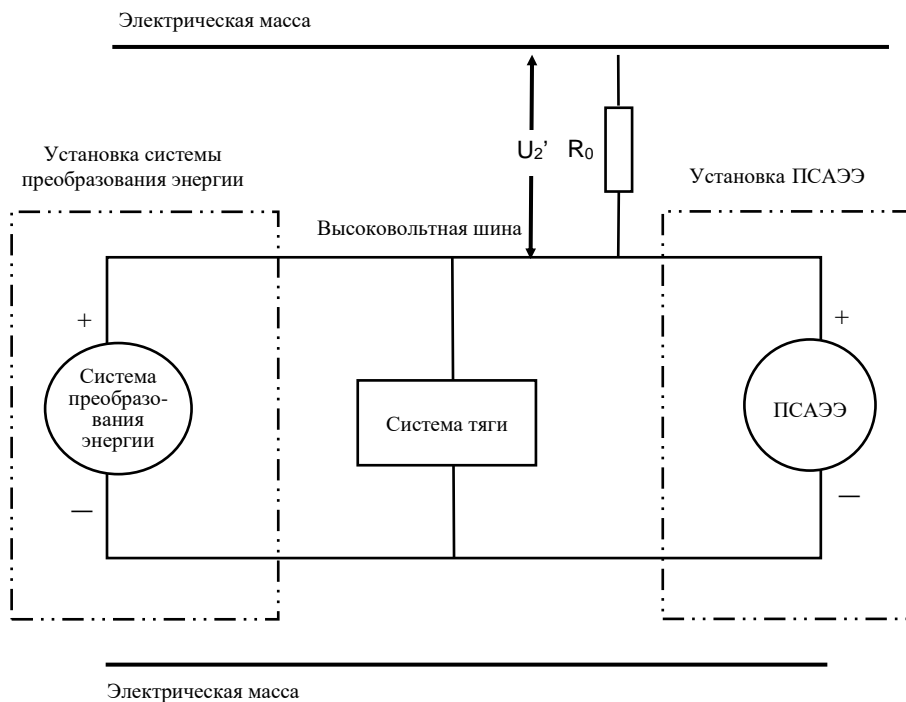 Электрическая масса
U2’ R0
Установка системы
преобразования энергии
Установка ПСАЭЭ
Высоковольтная шина
+
+
Система
преобразо-
вания
энергии
Система тяги
ПСАЭЭ
—
—
Электрическая масса